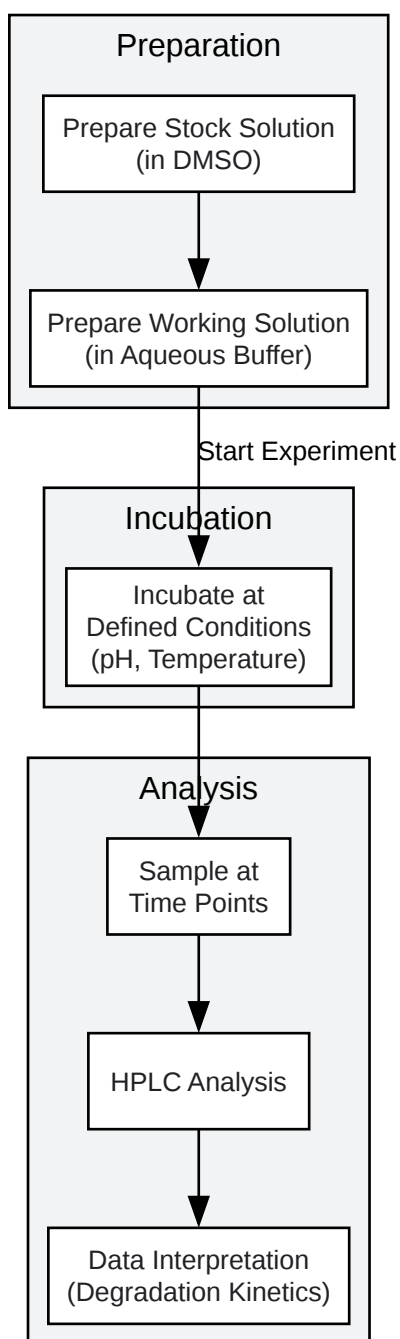 Preparation
Prepare Stock Solution
(in DMSO)
Prepare Working Solution
(in Aqueous Buffer)
Start Experiment
Incubation
Incubate at
Defined Conditions
(pH, Temperature)
Analysis
Sample at
Time Points
HPLC Analysis
Data Interpretation
(Degradation Kinetics)